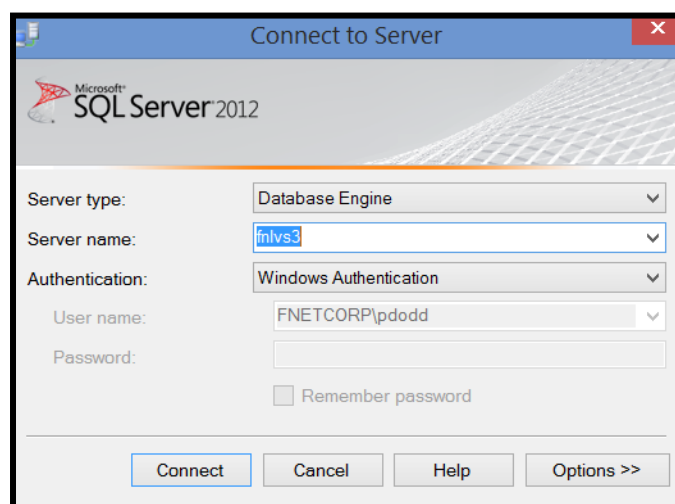 Connect to Server
Microsoft
SQL Server 2012
Server type: Database Engine
Server name: fnlvs3
Authentication: Windows Authentication
User name: FNETCORP\pdodd
Password:
Remember password
Connect Cancel Help Options >>